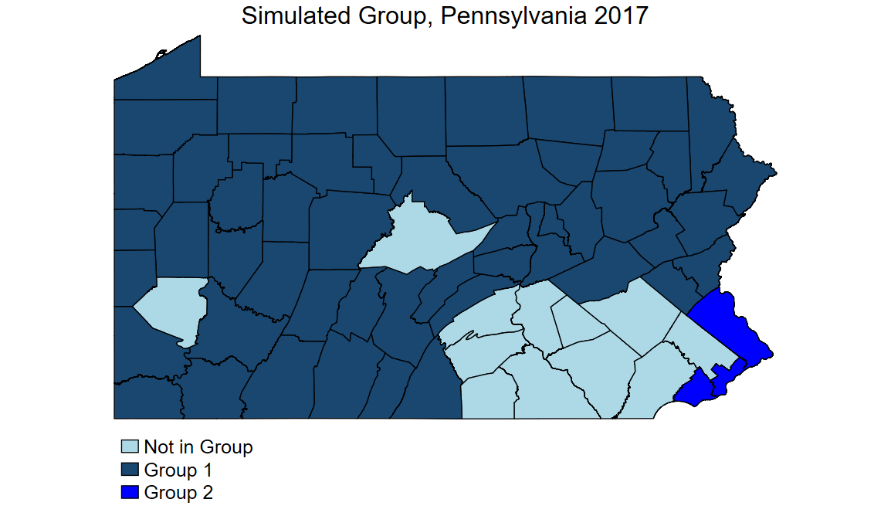 Simulated Group, Pennsylvania 2017
Not in Group
Group 1
Group 2